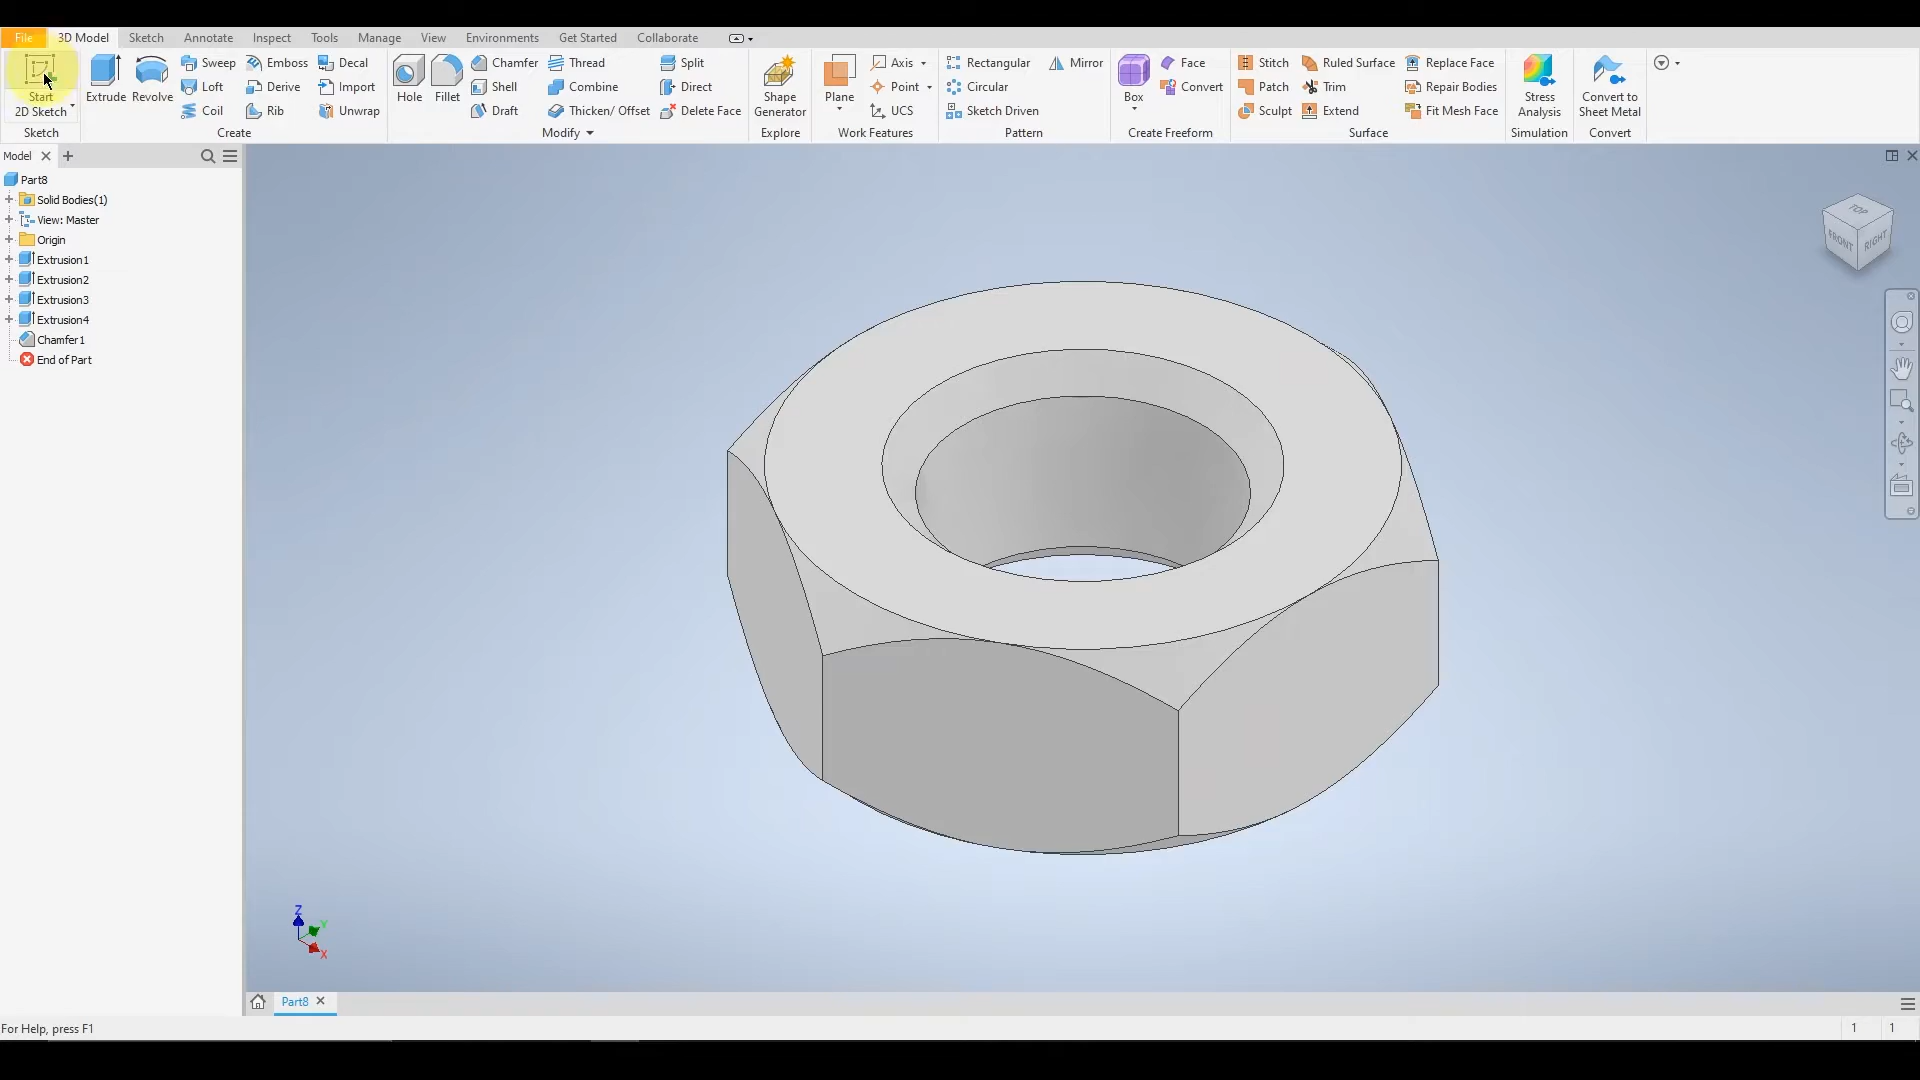 File 3D Model Sketch Annotate Inspect Tools Manage View Environments Get Started Collaborate
Start
2D Sketch
Sketch
Extrude Revolve
Sweep Emboss Decal
Loft Derive Import
Coil Rib Unwrap
Create
Hole Fillet
Chamfer Thread Split
Shell Combine Direct
Draft Thicken/ Offset Delete Face
Modify
Shape
Generator
Explore
Plane
Axis
Point
UCS
Work Features
Rectangular Mirror
Circular
Sketch Driven
Pattern
Box
Face
Convert
Create Freeform
Stitch Ruled Surface Replace Face
Patch Trim Repair Bodies
Sculpt Extend Fit Mesh Face
Surface
Stress
Analysis
Simulation
Convert to
Sheet Metal
Convert
Model
Part8
Solid Bodies(1)
View: Master
Origin
Extrusion1
Extrusion2
Extrusion3
Extrusion4
Chamfer1
End of Part
TOP
FRONT RIGHT
Z
Y
X
Part8
For Help, press F1
1 1